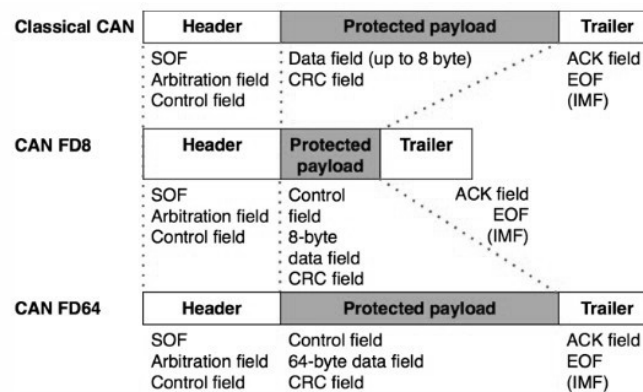 Classical CAN Header Protected payload Trailer
SOF Data field (up to 8 byte) ACK field
Arbitration field CRC field EOF
Control field (IMF)
CAN FD8 Header Protected payload Trailer
SOF Control ACK field
Arbitration field field EOF
Control field 8-byte (IMF)
data field
CRC field
CAN FD64 Header Protected payload Trailer
SOF Control field ACK field
Arbitration field 64-byte data field EOF
Control field CRC field (IMF)